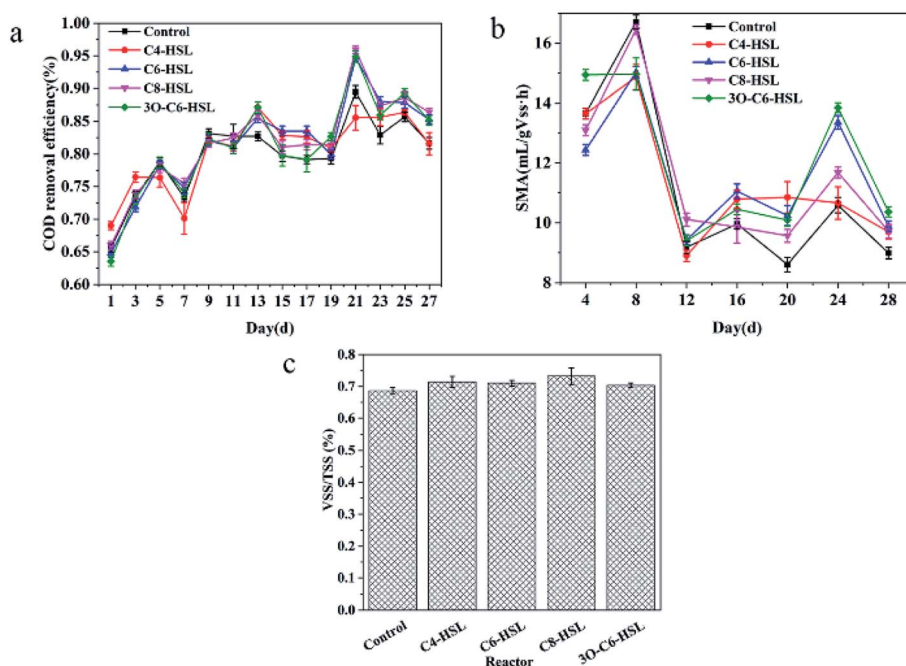 a
COD removal efficiency(%)
1.00
0.95
0.90
0.85
0.80
0.75
0.70
0.65
0.60
Control
C4-HSL
C6-HSL
C8-HSL
3O-C6-HSL
1 3 5 7 9 11 13 15 17 19 21 23 25 27
Day(d)
b
SMA(mL/gVss·h)
16
14
12
10
8
Control
C4-HSL
C6-HSL
C8-HSL
3O-C6-HSL
4 8 12 16 20 24 28
Day(d)
c
VSS/TSS (%)
0.8
0.7
0.6
0.5
0.4
0.3
0.2
0.1
0.0
Control C4-HSL C6-HSL C8-HSL 3O-C6-HSL
Reactor